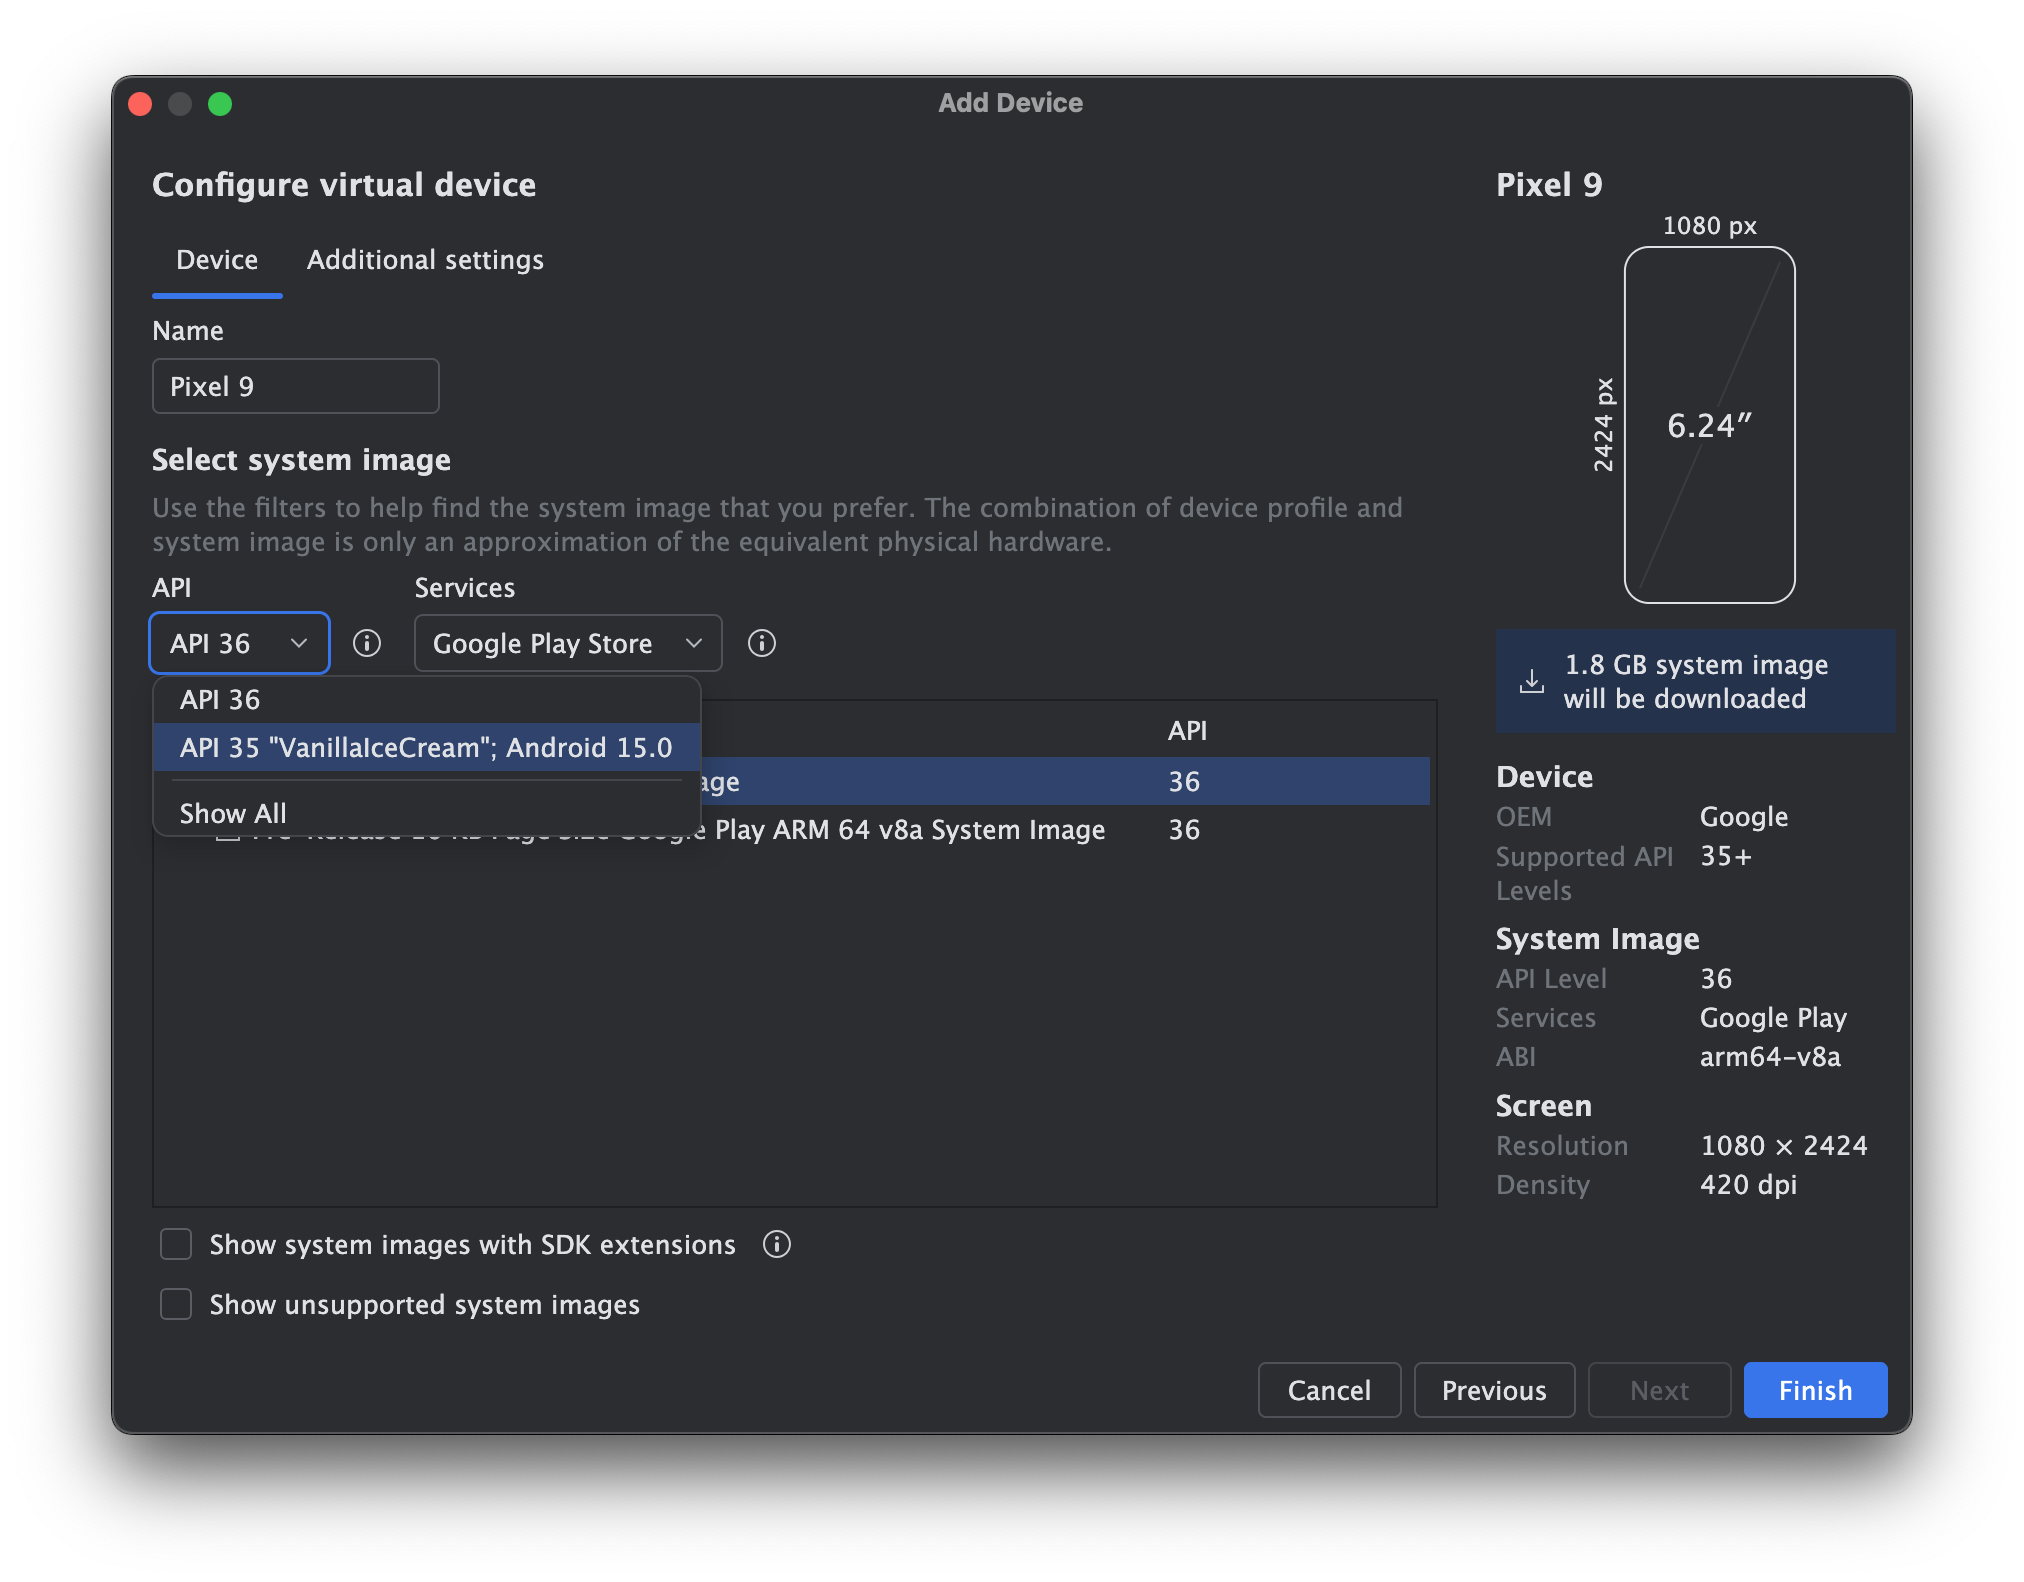 Add Device
Configure virtual device
Device
Additional settings
Name
Pixel 9
Select system image
Use the filters to help find the system image that you prefer. The combination of device profile and
system image is only an approximation of the equivalent physical hardware.
API
Services
API 36
Google Play Store
API 36
API 35 "VanillaIceCream"; Android 15.0
Show All
API
36
Play ARM 64 v8a System Image
36
Show system images with SDK extensions
Show unsupported system images
Pixel 9
1080 px
2424 px
6.24″
1.8 GB system image
will be downloaded
Device
OEM Google
Supported API 35+
Levels
System Image
API Level 36
Services Google Play
ABI arm64-v8a
Screen
Resolution 1080 × 2424
Density 420 dpi
Cancel
Previous
Next
Finish